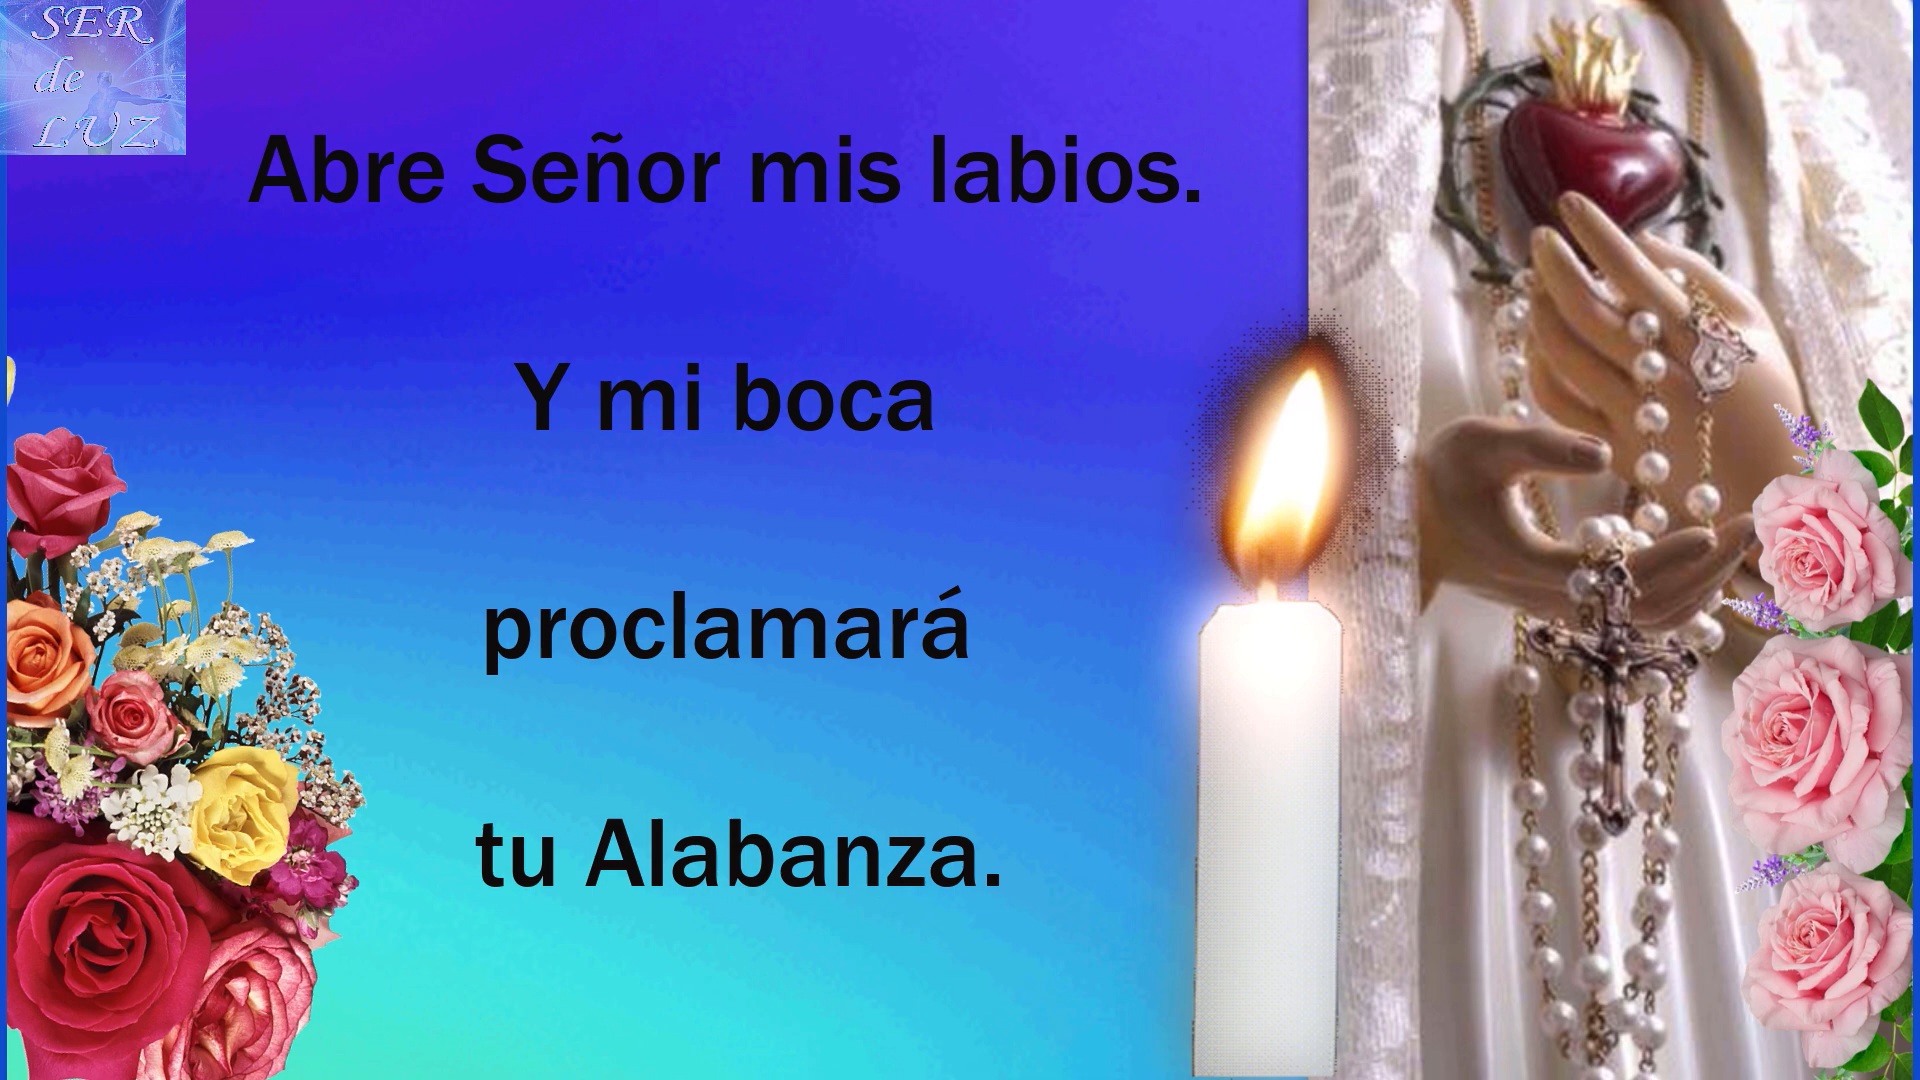 SER
de
LUZ
Abre Señor mis labios.
Y mi boca
proclamará
tu Alabanza.